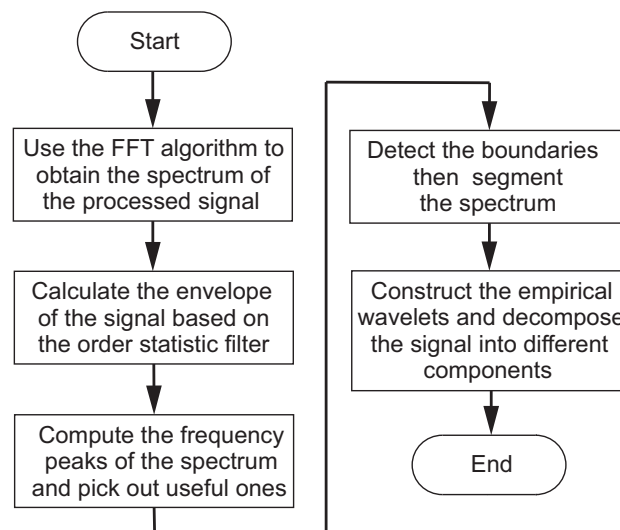 Start
Use the FFT algorithm to
obtain the spectrum of
the processed signal
Calculate the envelope
of the signal based on
the order statistic filter
Compute the frequency
peaks of the spectrum
and pick out useful ones
Detect the boundaries
then segment
the spectrum
Construct the empirical
wavelets and decompose
the signal into different
components
End